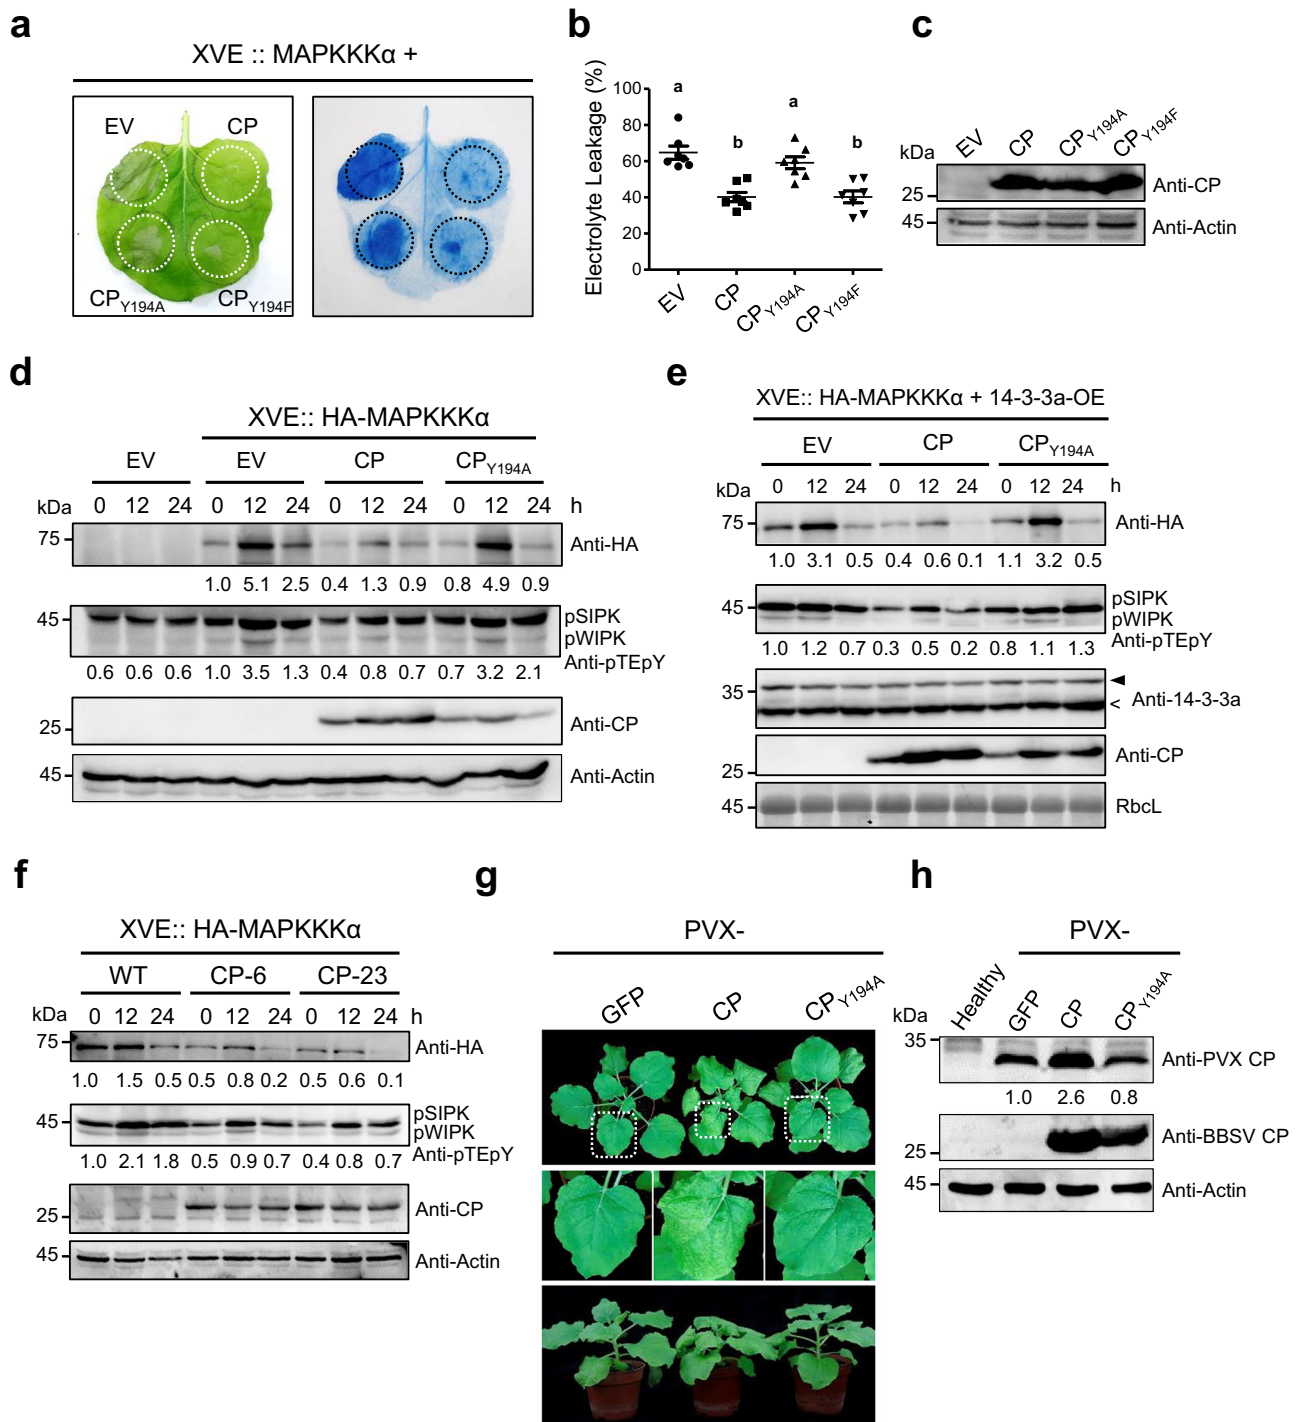 a
XVE :: MAPKKKα +
EV CP
CPY194A CPY194F
b
Electrolyte Leakage (%)
100
80
60
40
20
0
a b a b
EV CP CP Y194A CP Y194F
c
kDa EV CP CPY194A CPY194F
25 Anti-CP
45 Anti-Actin
d
XVE:: HA-MAPKKKα
EV EV CP CPY194A
kDa 0 12 24 0 12 24 0 12 24 0 12 24 h
75 Anti-HA
1.0 5.1 2.5 0.4 1.3 0.9 0.8 4.9 0.9
45 pSIPK
pWIPK
Anti-pTEpY
0.6 0.6 0.6 1.0 3.5 1.3 0.4 0.8 0.7 0.7 3.2 2.1
25 Anti-CP
45 Anti-Actin
e
XVE:: HA-MAPKKKα + 14-3-3a-OE
EV CP CPY194A
kDa 0 12 24 0 12 24 0 12 24 h
75 Anti-HA
1.0 3.1 0.5 0.4 0.6 0.1 1.1 3.2 0.5
45 pSIPK
pWIPK
Anti-pTEpY
1.0 1.2 0.7 0.3 0.5 0.2 0.8 1.1 1.3
35 < Anti-14-3-3a
25 Anti-CP
45 RbcL
f
XVE:: HA-MAPKKKα
WT CP-6 CP-23
kDa 0 12 24 0 12 24 0 12 24 h
75 Anti-HA
1.0 1.5 0.5 0.5 0.8 0.2 0.5 0.6 0.1
45 pSIPK
pWIPK
Anti-pTEpY
1.0 2.1 1.8 0.5 0.9 0.7 0.4 0.8 0.7
25 Anti-CP
45 Anti-Actin
g
PVX-
GFP CP CP Y194A
h
PVX-
kDa Healthy GFP CP CPY194A
35 Anti-PVX CP
1.0 2.6 0.8
25 Anti-BBSV CP
45 Anti-Actin